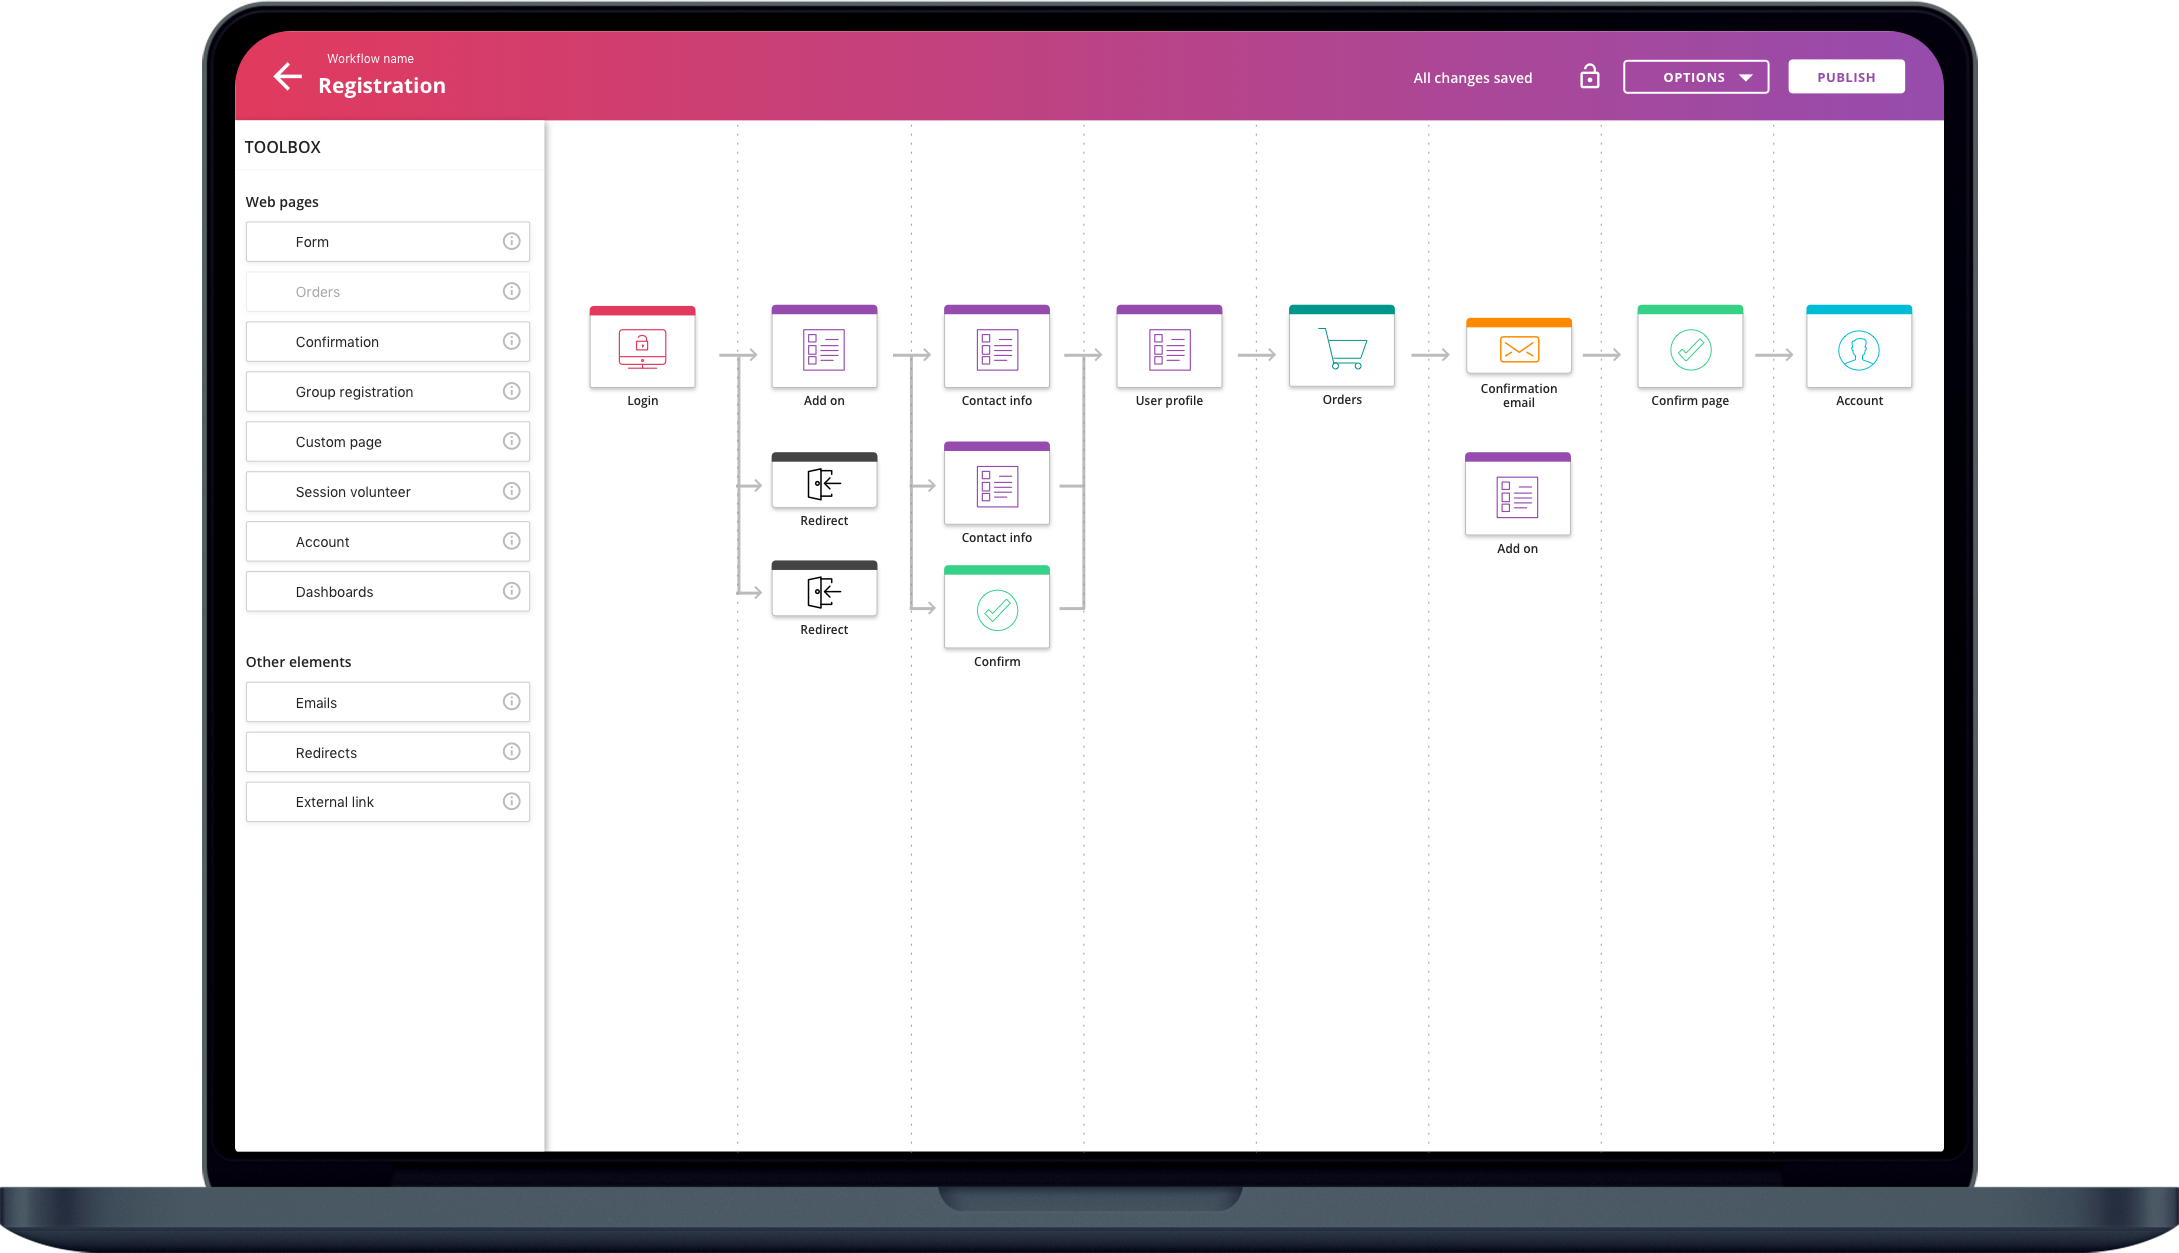 Workflow name
Registration
All changes saved
OPTIONS
PUBLISH
TOOLBOX
Web pages
Form
Orders
Confirmation
Group registration
Custom page
Session volunteer
Account
Dashboards
Other elements
Emails
Redirects
External link
Login
Add on
Contact info
User profile
Orders
Confirmation
email
Confirm page
Account
Redirect
Contact info
Add on
Redirect
Confirm